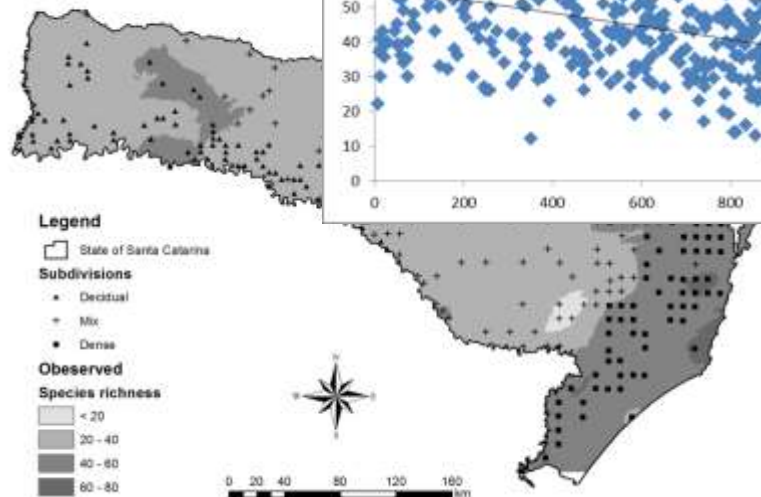 50
40
30
20
10
0
0 200 400 600 800
Legend
State of Santa Catarina
Subdivisions
Decidual
Mix
Dense
Obeserved
Species richness
< 20
20 - 40
40 - 60
60 - 80
N
W
E
S
0 20 40 80 120 160
km